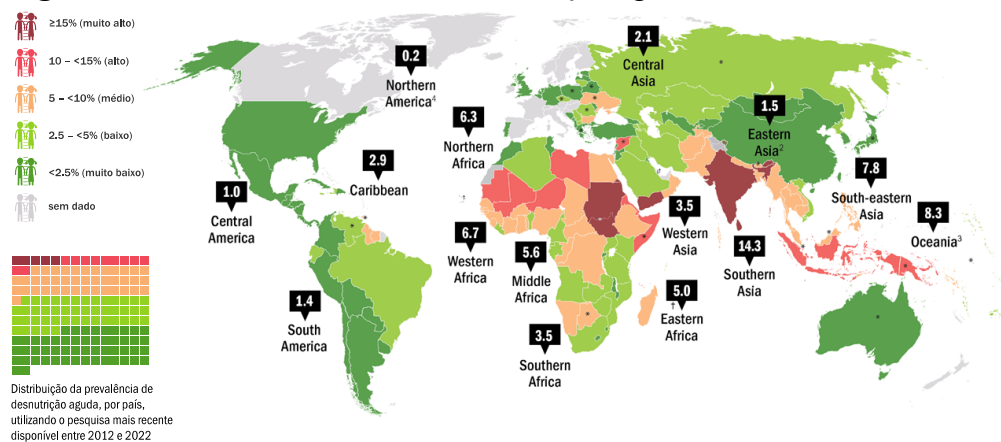 ≥15% (muito alto)
10 – <15% (alto)
5 – <10% (médio)
2.5 – <5% (baixo)
<2.5% (muito baixo)
sem dado
0.2
Northern
America⁴
2.1
Central
Asia
1.5
Eastern
Asia²
6.3
Northern
Africa
2.9
Caribbean
1.0
Central
America
7.8
South-eastern
Asia
3.5
Western
Asia
8.3
Oceania³
6.7
Western
Africa
5.6
Middle
Africa
14.3
Southern
Asia
1.4
South
America
5.0
Eastern
Africa
3.5
Southern
Africa
Distribuição da prevalência de
desnutrição aguda, por país,
utilizando o pesquisa mais recente
disponível entre 2012 e 2022